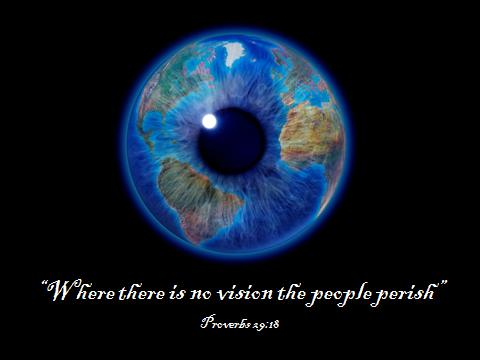 “Where there is no vision the people perish”
Proverbs 29:18